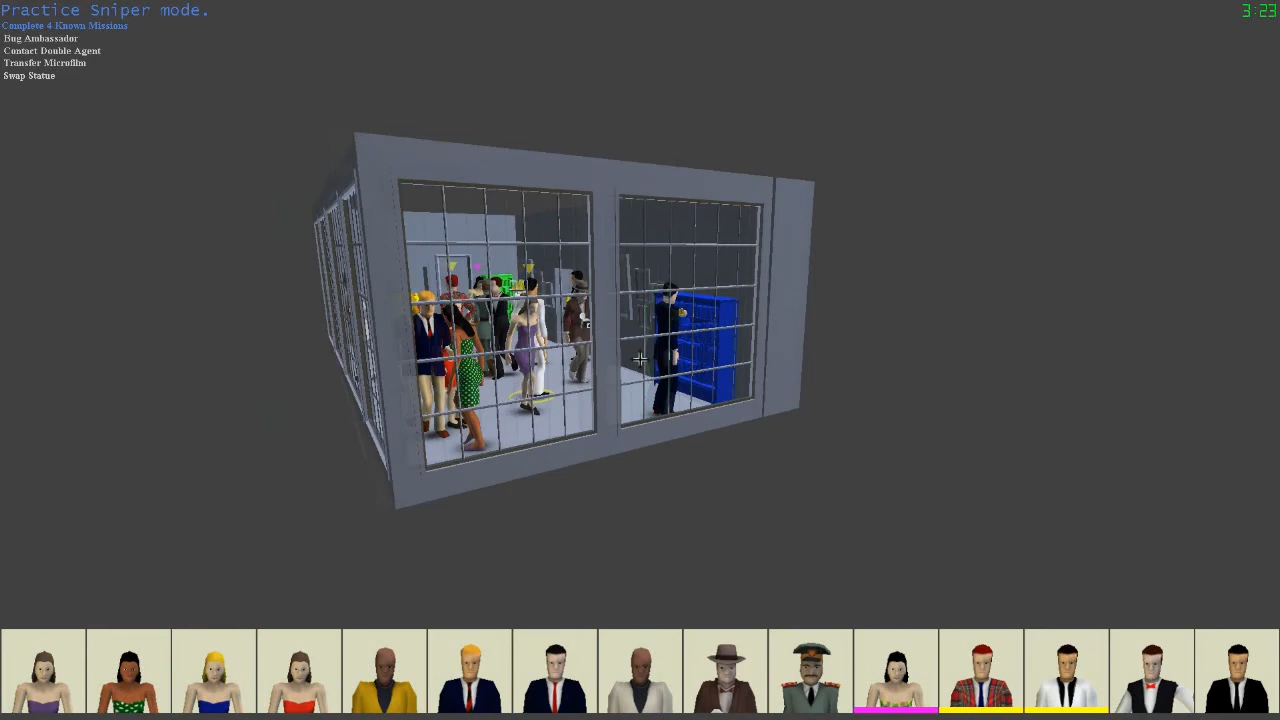 Practice Sniper mode.
3:23
Complete 4 Known Missions
Bug Ambassador
Contact Double Agent
Transfer Microfilm
Swap Statue